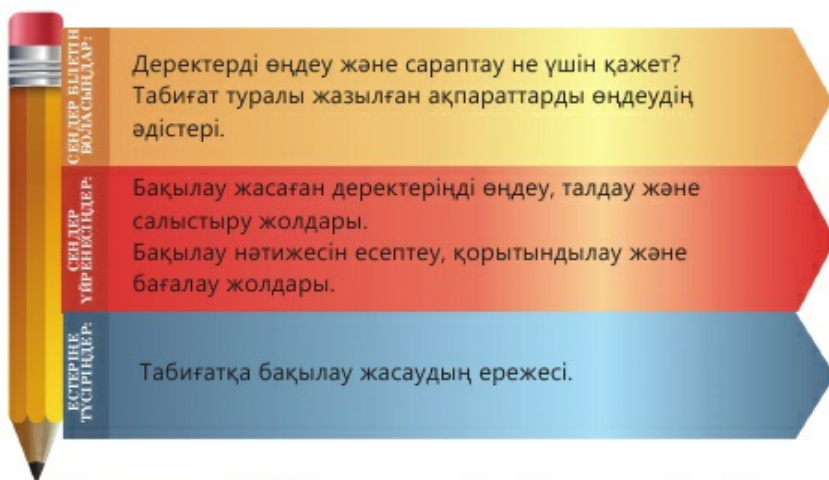 СЕНДЕР БІЛЕТІН
БОЛАСЫҢДАР:
Деректерді өңдеу және сараптау не үшін қажет?
Табиғат туралы жазылған ақпараттарды өңдеудің
әдістері.
СЕНДЕР
ҮЙРЕНЕСІҢДЕР:
Бақылау жасаған деректеріңді өңдеу, талдау және
салыстыру жолдары.
Бақылау нәтижесін есептеу, қорытындылау және
бағалау жолдары.
ЕСТЕРІҢЕ
ТҮСІРІҢДЕР:
Табиғатқа бақылау жасаудың ережесі.